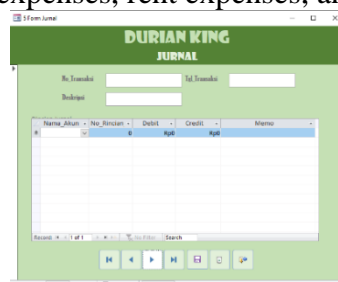 expenses, rent expenses, a
5 Form Jurnal
DURIAN KING
JURNAL
No_Transaksi Tgl_Transaksi
Deskripsi
Nama_Akun No_Rincian Debit Credit Memo
0 Rp0 Rp0
Record: 1 of 1 No Filter Search